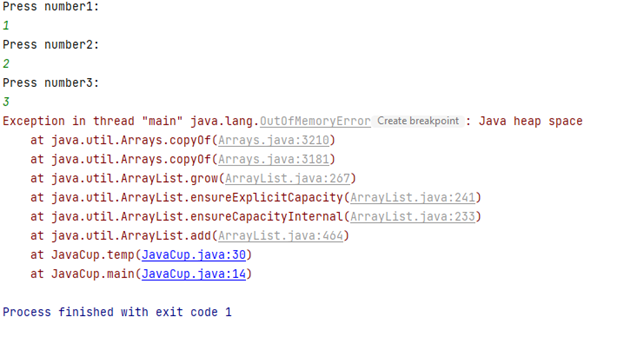 Press number1:
1
Press number2:
2
Press number3:
3
Exception in thread "main" java.lang.OutOfMemoryError Create breakpoint : Java heap space
at java.util.Arrays.copyOf(Arrays.java:3210)
at java.util.Arrays.copyOf(Arrays.java:3181)
at java.util.ArrayList.grow(ArrayList.java:267)
at java.util.ArrayList.ensureExplicitCapacity(ArrayList.java:241)
at java.util.ArrayList.ensureCapacityInternal(ArrayList.java:233)
at java.util.ArrayList.add(ArrayList.java:464)
at JavaCup.temp(JavaCup.java:30)
at JavaCup.main(JavaCup.java:14)
Process finished with exit code 1